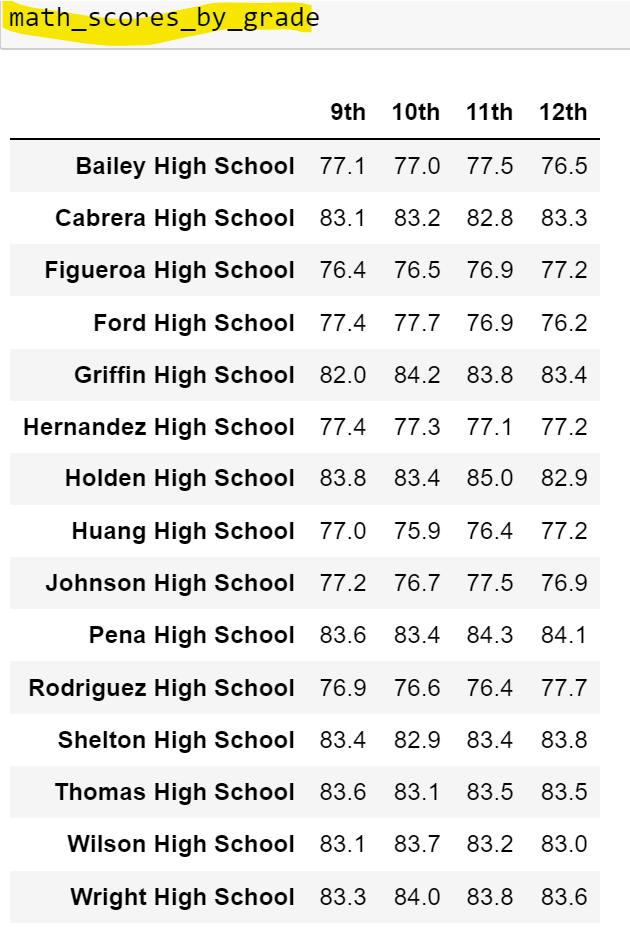 math_scores_by_grade
9th 10th 11th 12th
Bailey High School 77.1 77.0 77.5 76.5
Cabrera High School 83.1 83.2 82.8 83.3
Figueroa High School 76.4 76.5 76.9 77.2
Ford High School 77.4 77.7 76.9 76.2
Griffin High School 82.0 84.2 83.8 83.4
Hernandez High School 77.4 77.3 77.1 77.2
Holden High School 83.8 83.4 85.0 82.9
Huang High School 77.0 75.9 76.4 77.2
Johnson High School 77.2 76.7 77.5 76.9
Pena High School 83.6 83.4 84.3 84.1
Rodriguez High School 76.9 76.6 76.4 77.7
Shelton High School 83.4 82.9 83.4 83.8
Thomas High School 83.6 83.1 83.5 83.5
Wilson High School 83.1 83.7 83.2 83.0
Wright High School 83.3 84.0 83.8 83.6